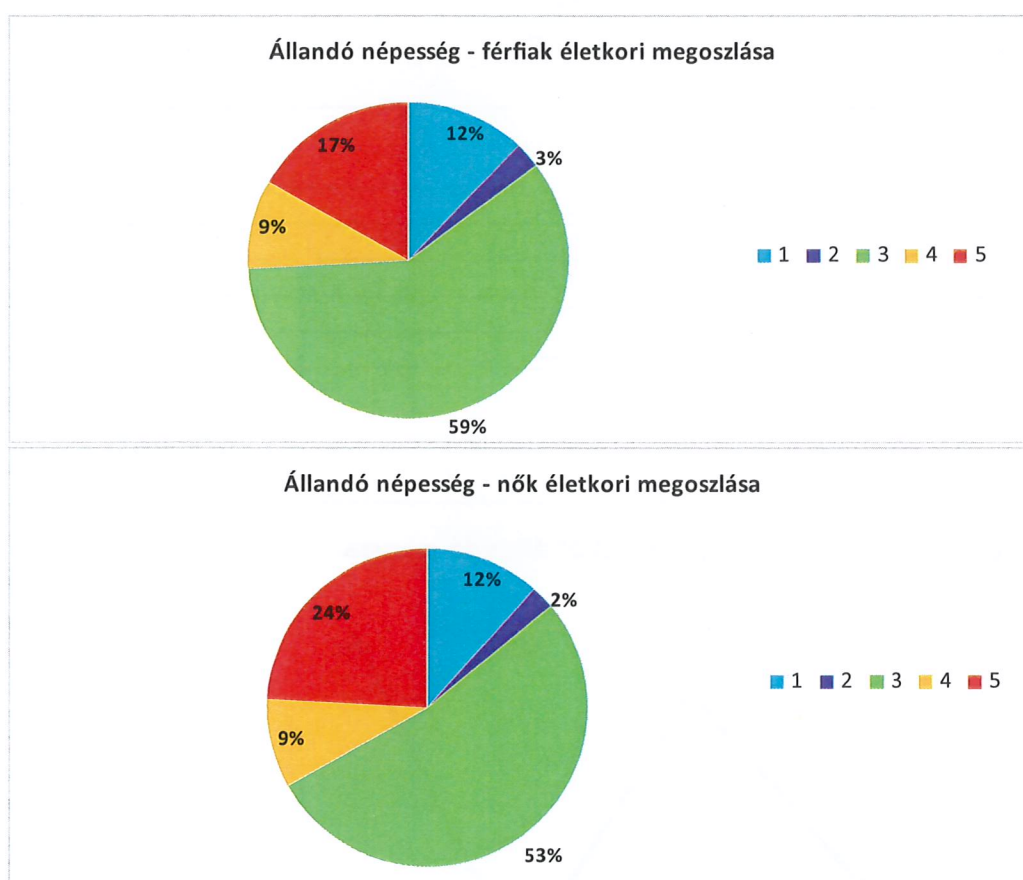 Állandó népesség - férfiak életkori megoszlása
12%
3%
17%
9%
59%
1 2 3 4 5
Állandó népesség - nők életkori megoszlása
12%
2%
24%
9%
53%
1 2 3 4 5